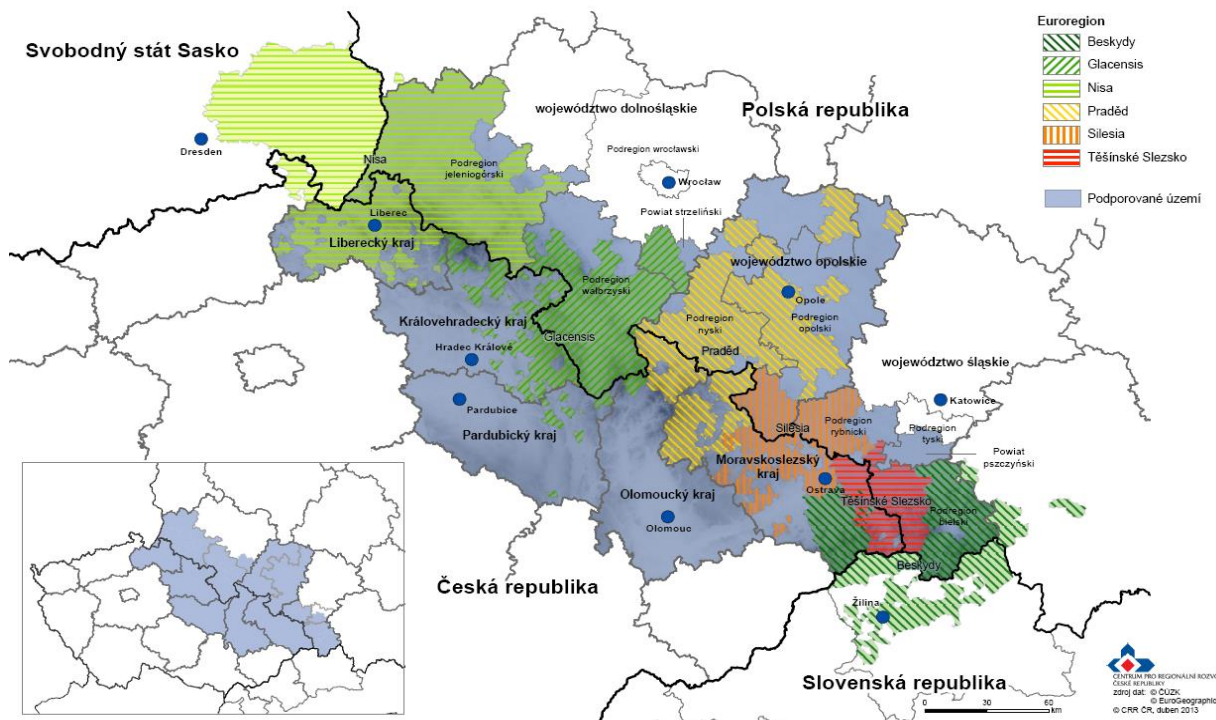 Svobodný stát Sasko
Euroregion
Beskydy
Glacensis
Nisa
Praděd
Silesia
Těšínské Slezsko
Podporované území
województwo dolnośląskie
Polská republika
Dresden
Podregion wrocławski
Nisa
Podregion
jeleniogórski
Wrocław
Liberec
Powiat strzeliński
Liberecký kraj
województwo opolskie
Podregion
wałbrzyski
Opole
Królovehradecký kraj
Podregion
nyski
Podregion
opolski
Glacensis
Praděd
Hradec Králové
województwo śląskie
Pardubice
Katowice
Pardubický kraj
Silesia
Podregion
rybnicki
Podregion
tyski
Moravskoslezský
kraj
Powiat
pszczyński
Ostrava
Olomoucký kraj
Těšínské Slezsko
Podregion
bielski
Olomouc
Beskydy
Česká republika
Žilina
Slovenská republika
CENTRUM PRO REGIONÁLNÍ ROZVO
ČESKÉ REPUBLIKY
zdroj dat: © ČÚZK
© EuroGeographic
© CRR ČR, duben 2013
0 30 60
km